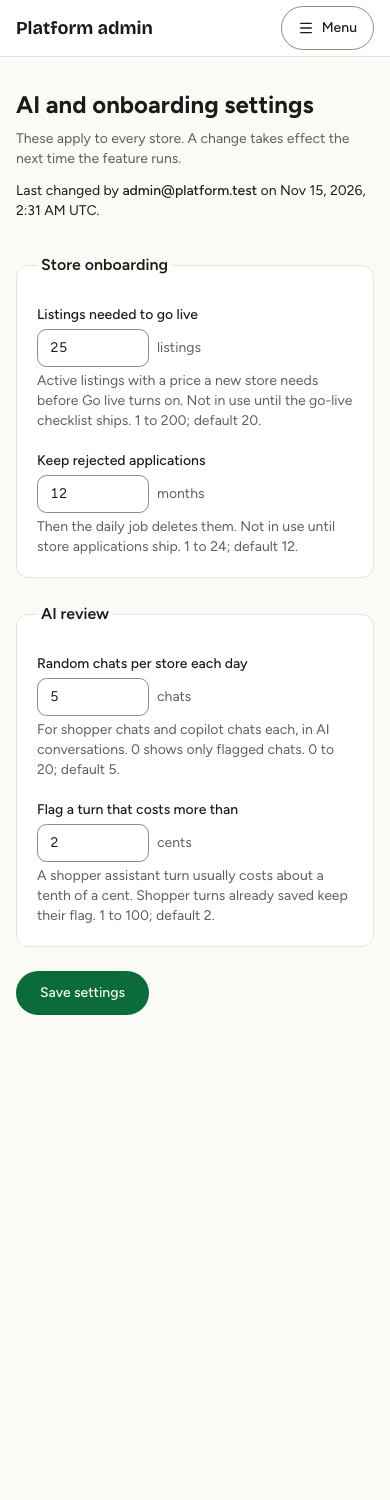 Platform admin
Menu
AI and onboarding settings
These apply to every store. A change takes effect the
next time the feature runs.
Last changed by admin@platform.test on Nov 15, 2026,
2:31 AM UTC.
Store onboarding
Listings needed to go live
25 listings
Active listings with a price a new store needs
before Go live turns on. Not in use until the go-live
checklist ships. 1 to 200; default 20.
Keep rejected applications
12 months
Then the daily job deletes them. Not in use until
store applications ship. 1 to 24; default 12.
AI review
Random chats per store each day
5 chats
For shopper chats and copilot chats each, in AI
conversations. 0 shows only flagged chats. 0 to
20; default 5.
Flag a turn that costs more than
2 cents
A shopper assistant turn usually costs about a
tenth of a cent. Shopper turns already saved keep
their flag. 1 to 100; default 2.
Save settings